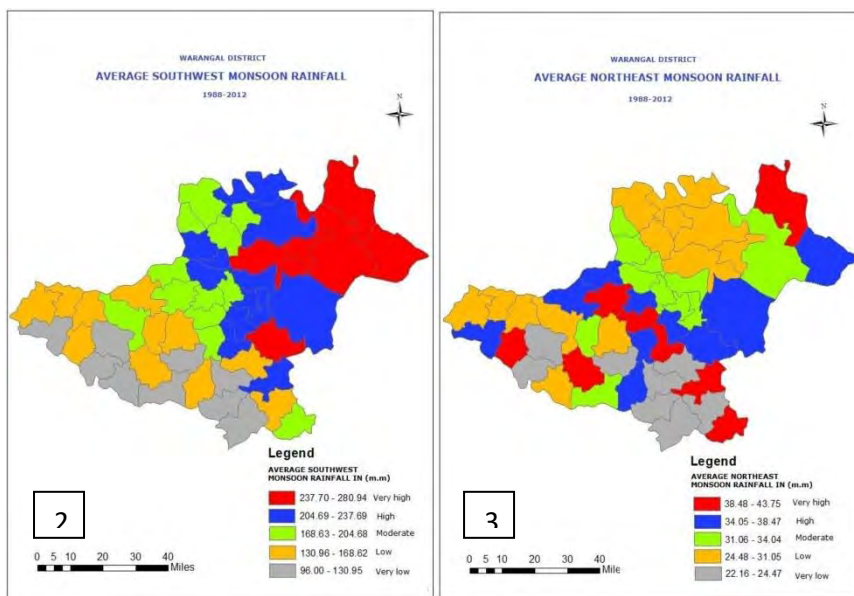 WARANGAL DISTRICT
AVERAGE SOUTHWEST MONSOON RAINFALL
1988-2012
N
Legend
AVERAGE SOUTHWEST
MONSOON RAINFALL IN (m.m)
237.70 - 280.94 Very high
204.69 - 237.69 High
168.63 - 204.68 Moderate
130.96 - 168.62 Low
96.00 - 130.95 Very low
2
0 5 10 20 30 40
Miles
WARANGAL DISTRICT
AVERAGE NORTHEAST MONSOON RAINFALL
1988-2012
N
Legend
AVERAGE NORTHEAST
MONSOON RAINFALL IN (m.m)
38.48 - 43.75 Very high
34.05 - 38.47 High
31.06 - 34.04 Moderate
24.48 - 31.05 Low
22.16 - 24.47 Very low
3
0 5 10 20 30 40
Mile